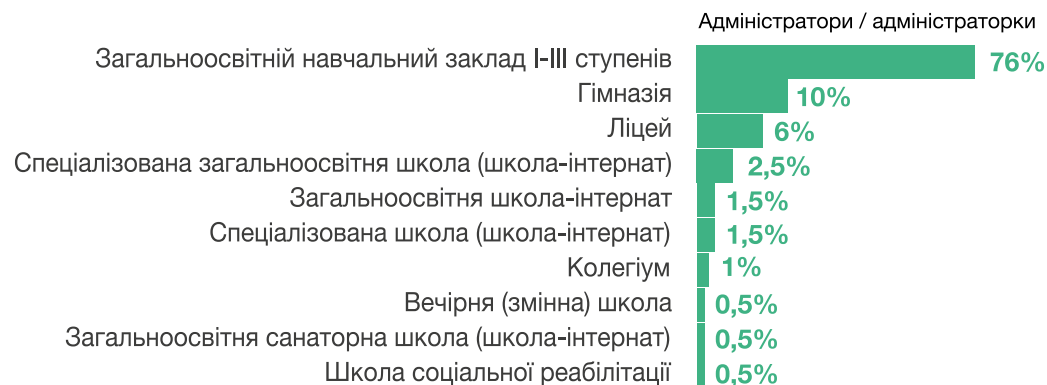 Адміністратори / адміністраторки
Загальноосвітній навчальний заклад І-ІІІ ступенів 76%
Гімназія 10%
Ліцей 6%
Спеціалізована загальноосвітня школа (школа-інтернат) 2,5%
Загальноосвітня школа-інтернат 1,5%
Спеціалізована школа (школа-інтернат) 1,5%
Колегіум 1%
Вечірня (змінна) школа 0,5%
Загальноосвітня санаторна школа (школа-інтернат) 0,5%
Школа соціальної реабілітації 0,5%